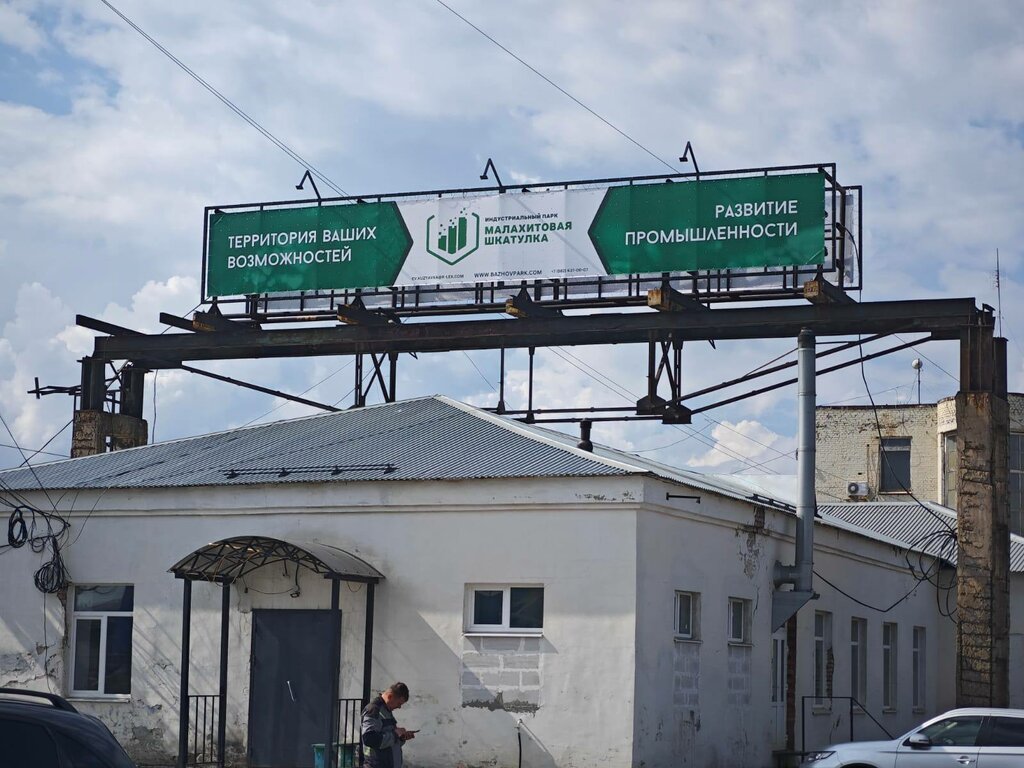 ТЕРРИТОРИЯ ВАШИХ
ВОЗМОЖНОСТЕЙ
ИНДУСТРИАЛЬНЫЙ ПАРК
МАЛАХИТОВАЯ
ШКАТУЛКА
WWW.BAZHOVPARK.COM
РАЗВИТИЕ
ПРОМЫШЛЕННОСТИ